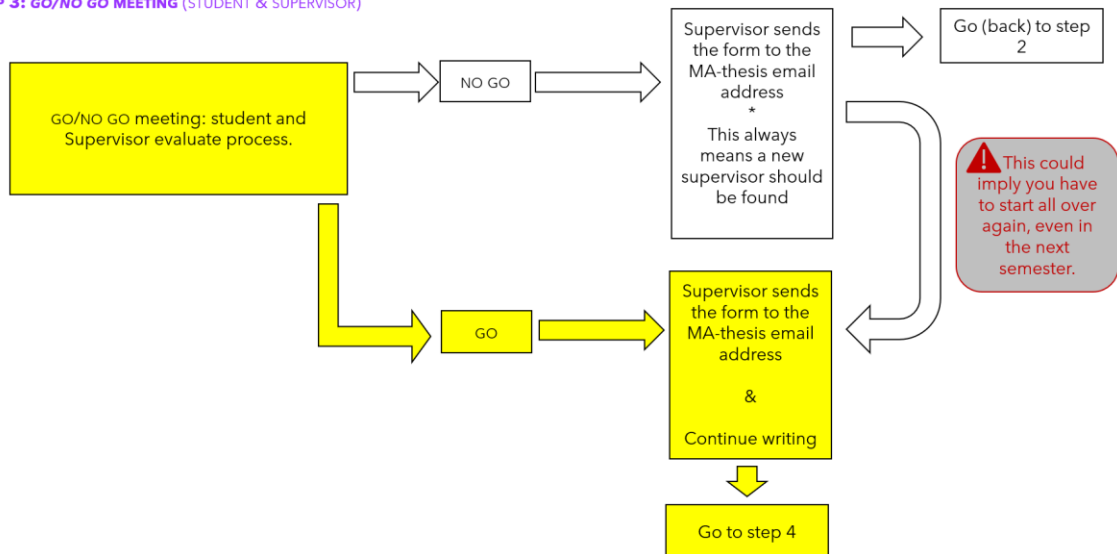 P 3: GO/NO GO MEETING (STUDENT & SUPERVISOR)
GO/NO GO meeting: student and
Supervisor evaluate process.
NO GO
Supervisor sends
the form to the
MA-thesis email
address
*
This always
means a new
supervisor should
be found
Go (back) to step
2
This could
imply you have
to start all over
again, even in
the next
semester.
GO
Supervisor sends
the form to the
MA-thesis email
address
&
Continue writing
Go to step 4